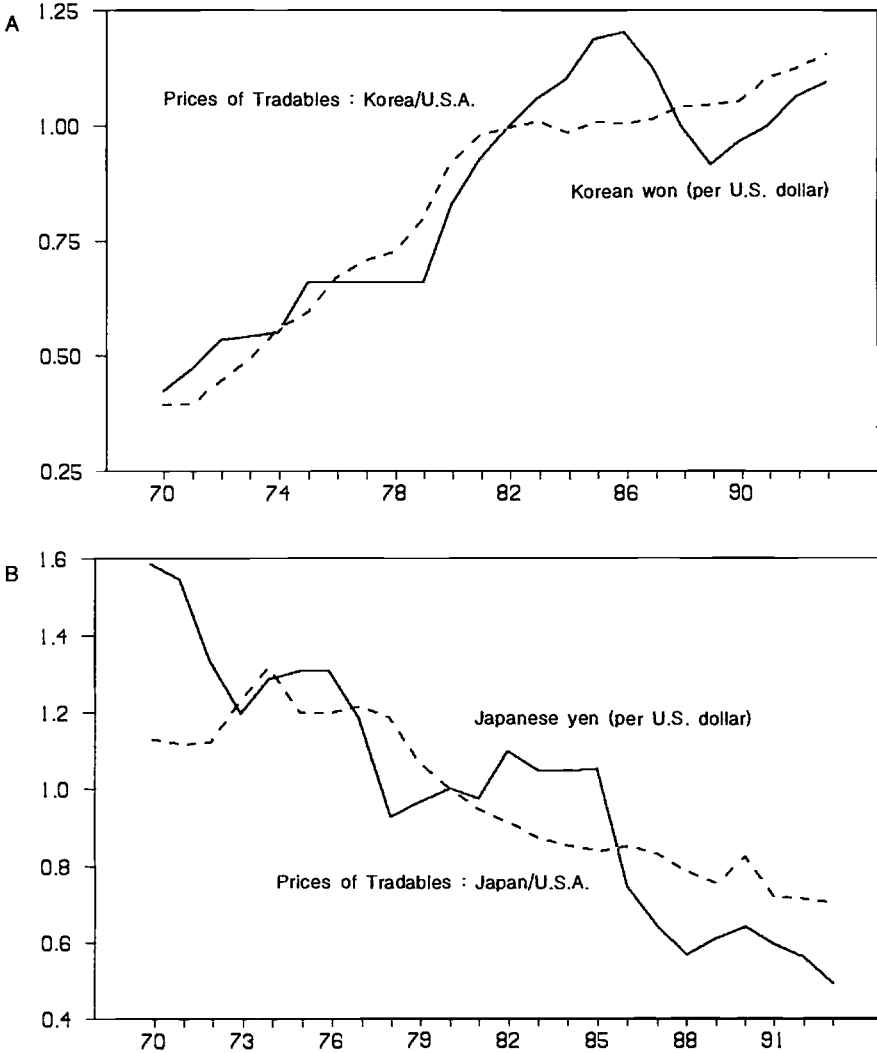 A
1.25
Prices of Tradables : Korea/U.S.A.
1.00
Korean won (per U.S. dollar)
0.75
0.50
0.25
70 74 78 82 86 90
B
1.6
1.4
1.2
Japanese yen (per U.S. dollar)
1.0
0.8
Prices of Tradables : Japan/U.S.A.
0.6
0.4
70 73 76 79 82 85 88 91